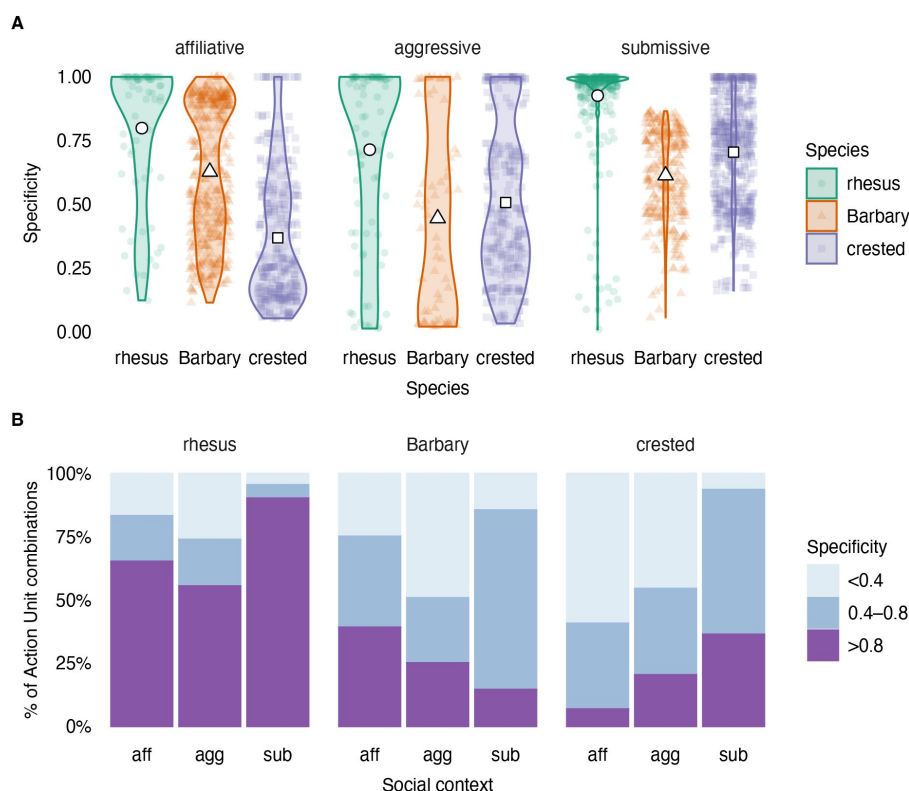 A
affiliative aggressive submissive
1.00
0.75
0.50
0.25
0.00
Specificity
rhesus Barbary crested rhesus Barbary crested rhesus Barbary crested
Species
Species
rhesus
Barbary
crested
B
rhesus Barbary crested
100%
75%
50%
25%
0%
% of Action Unit combinations
aff agg sub aff agg sub aff agg sub
Social context
Specificity
<0.4
0.4–0.8
>0.8